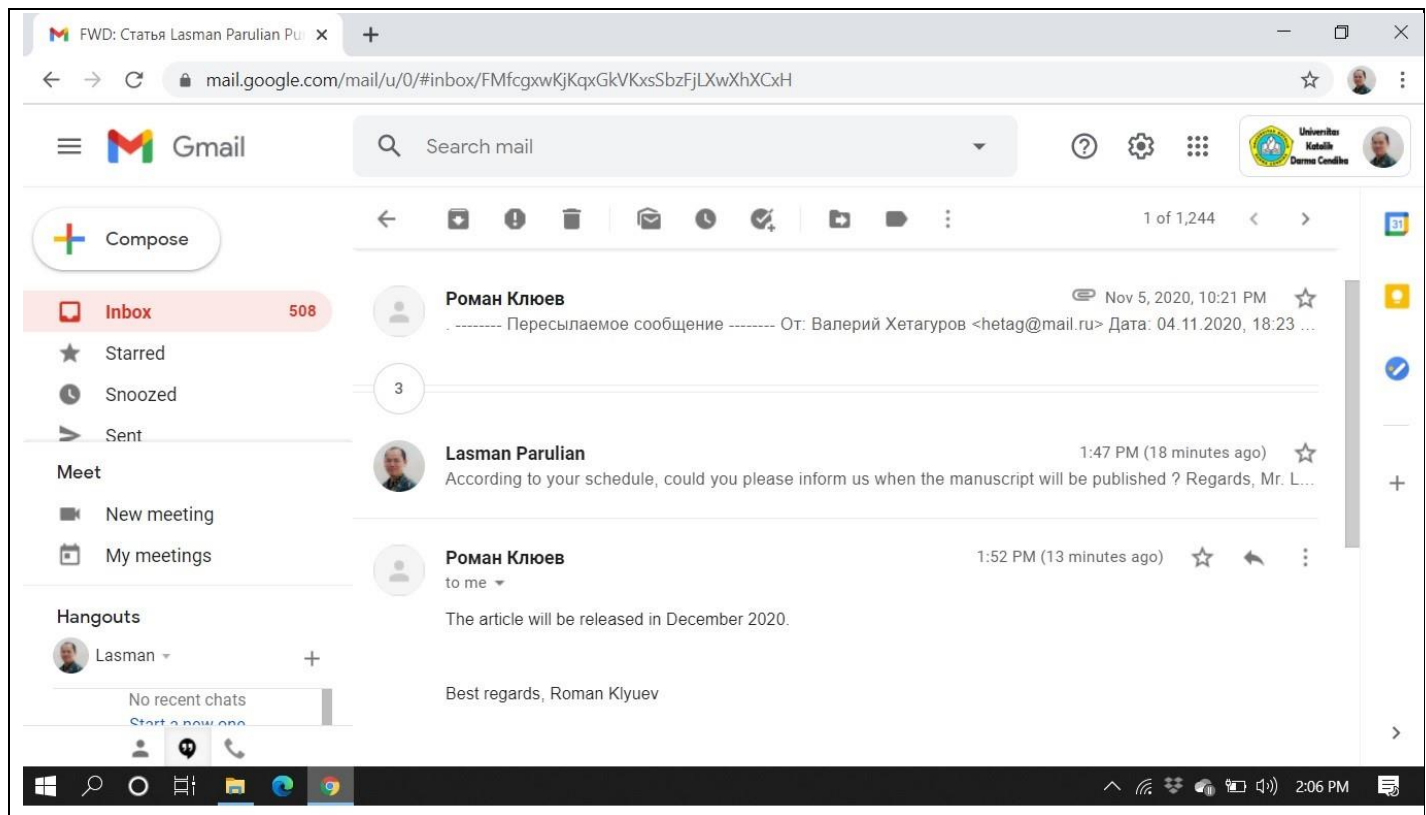 FWD: Статья Lasman Parulian Pu
mail.google.com/mail/u/0/#inbox/FMfcgxwKjKqxGkVKxsSbzFjLXwXhXCxH
Gmail
Search mail
Universitas
Katolik
Darma Cendika
Compose
1 of 1,244
31
Inbox 508
Starred
Snoozed
Sent
Meet
New meeting
My meetings
Hangouts
Lasman
No recent chats
Start a new one
Роман Клюев Nov 5, 2020, 10:21 PM
. -------- Пересылаемое сообщение -------- От: Валерий Хетагуров <hetag@mail.ru> Дата: 04.11.2020, 18:23 ...
3
Lasman Parulian 1:47 PM (18 minutes ago)
According to your schedule, could you please inform us when the manuscript will be published ? Regards, Mr. L...
Роман Клюев 1:52 PM (13 minutes ago)
to me
The article will be released in December 2020.
Best regards, Roman Klyuev
2:06 PM